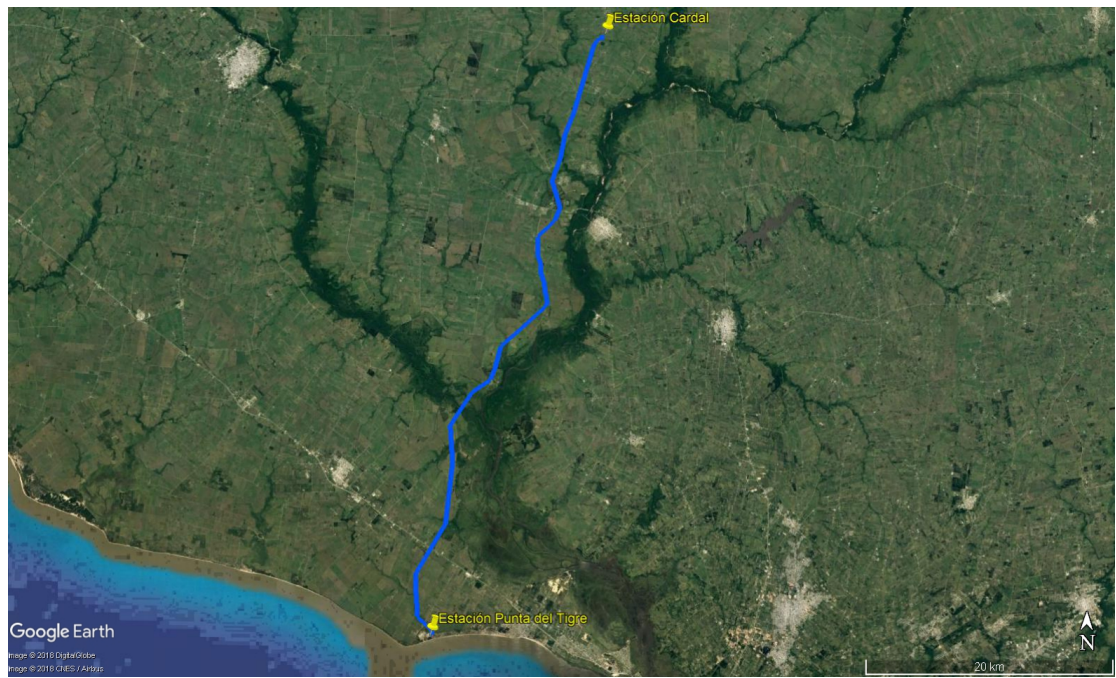 Estación Cardal
Estación Punta del Tigre
Google Earth
Image © 2018 DigitalGlobe
Image © 2018 CNES / Airbus
N
20 km